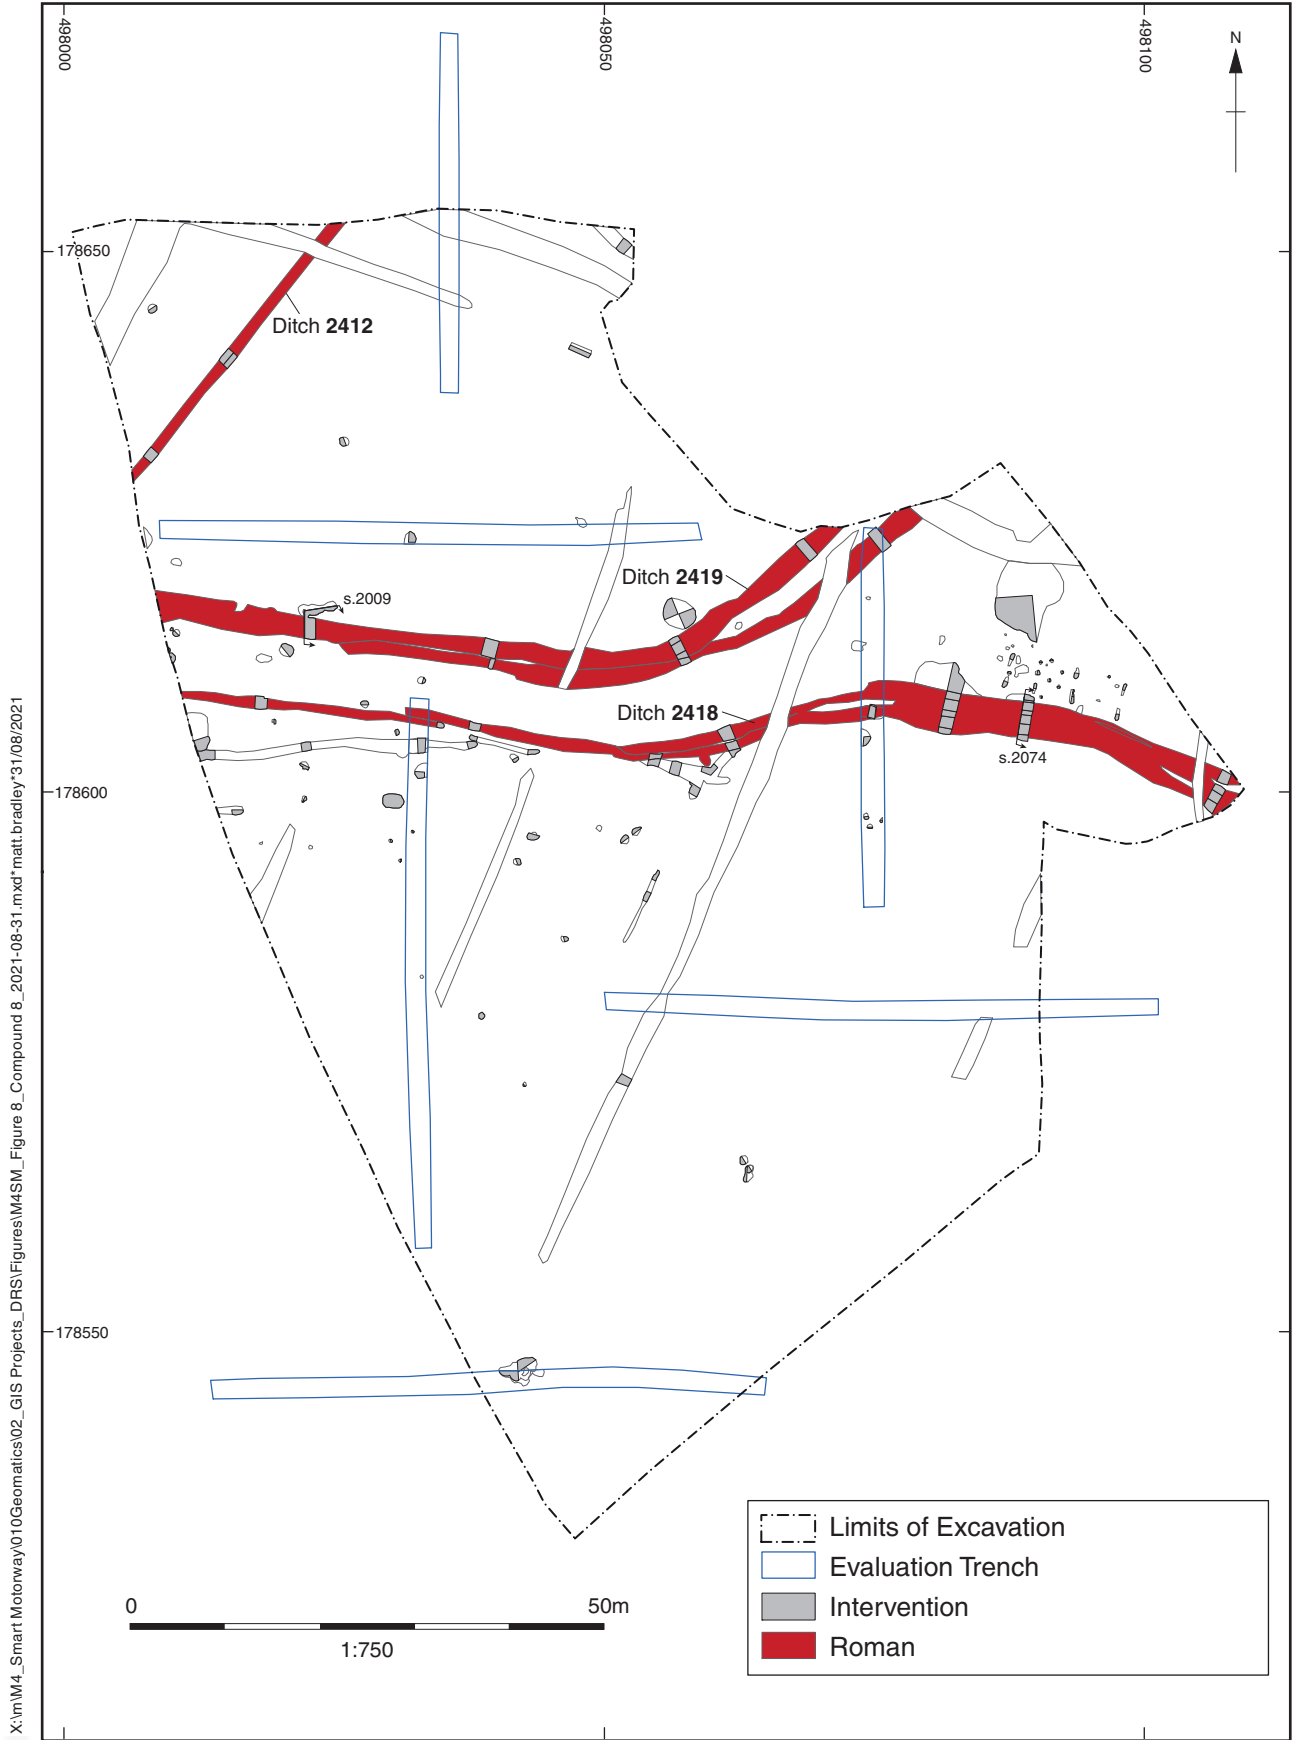 498000
498050
498100
N
178650
Ditch 2412
Ditch 2419
s.2009
Ditch 2418
s.2074
178600
178550
Limits of Excavation
Evaluation Trench
Intervention
Roman
0 50m
1:750
X:\m\M4_Smart Motorway\010Geomatics\02_GIS Projects_DRS\Figures\M4SM_Figure 8_Compound 8_2021-08-31.mxd*matt.bradley*31/08/2021